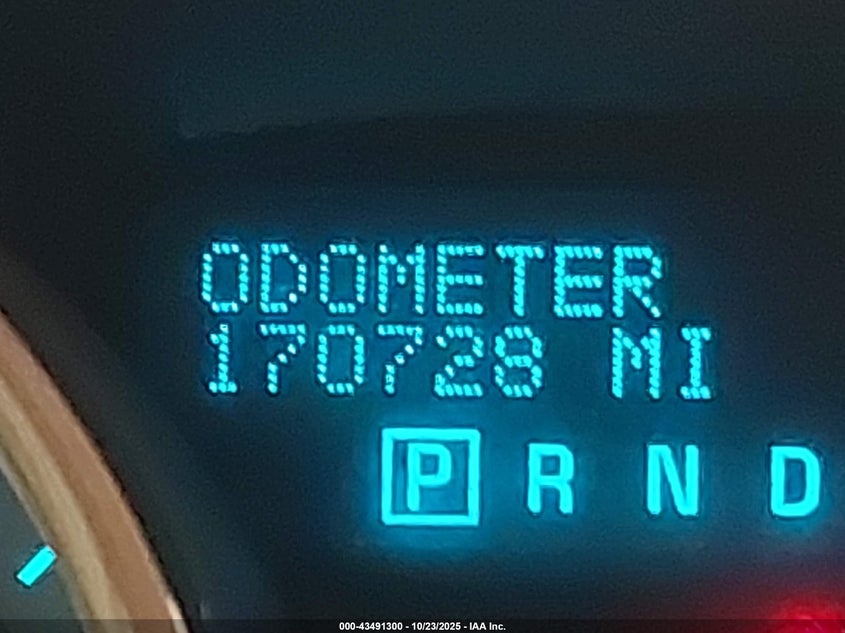 ODOMETER
170728 MI
P R N D
000-43491300 - 10/23/2025 - IAA Inc.